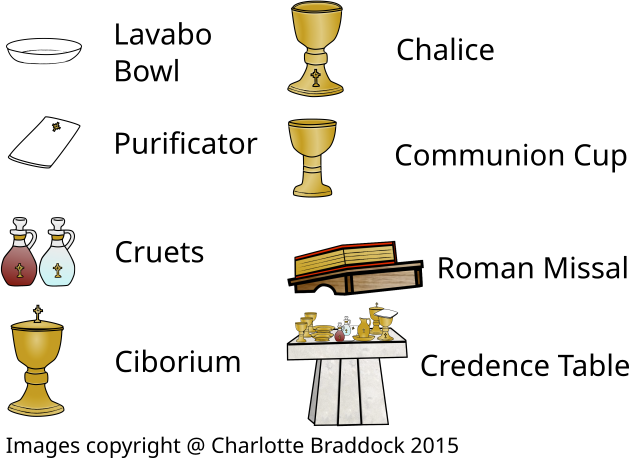 Lavabo
Bowl
Chalice
Purificator
Communion Cup
Cruets
Roman Missal
Ciborium
Credence Table
Images copyright @ Charlotte Braddock 2015